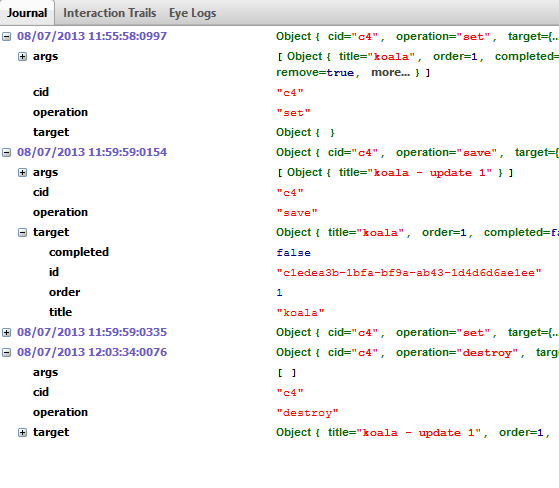 Journal Interaction Trails Eye Logs
08/07/2013 11:55:58:0997 Object { cid="c4", operation="set", target={...
args [ Object { title="koala", order=1, completed=
remove=true, more... } ]
cid "c4"
operation "set"
target Object { }
08/07/2013 11:59:59:0154 Object { cid="c4", operation="save", target={
args [ Object { title="koala - update 1" } ]
cid "c4"
operation "save"
target Object { title="koala", order=1, completed=fa
completed false
id "c1edea3b-1bfa-bf9a-ab43-1d4d6d6ae1ee"
order 1
title "koala"
08/07/2013 11:59:59:0335 Object { cid="c4", operation="set", target={...
08/07/2013 12:03:34:0076 Object { cid="c4", operation="destroy", targ
args [ ]
cid "c4"
operation "destroy"
target Object { title="koala - update 1", order=1,